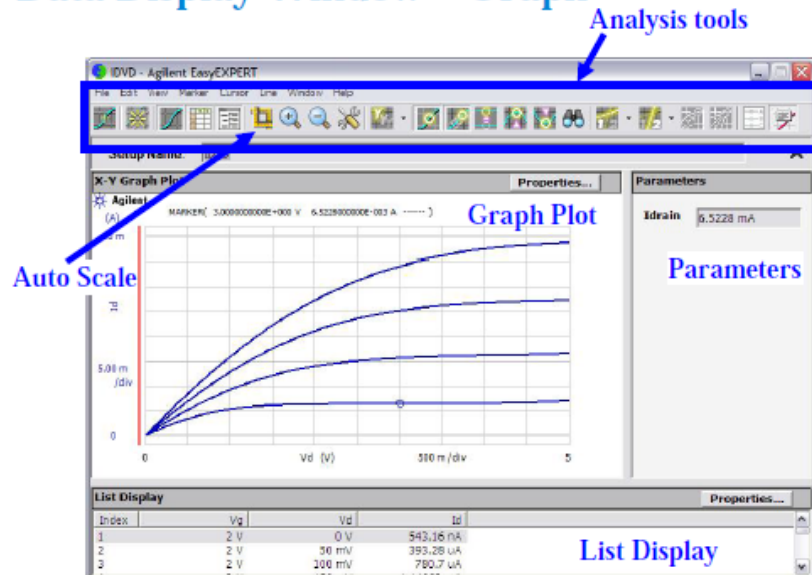 Analysis tools
IDVD - Agilent EasyEXPERT
File Edit View Marker Cursor Line Window Help
Setup Name:
X-Y Graph Plot
Properties...
Parameters
Agilent
(A)
MARKER( 3.0000000000E+000 V 6.5228000000E-003 A ------ )
Graph Plot
Idrain 6.5228 mA
Parameters
Auto Scale
Id
5.00 m
/div
0
0 Vd (V) 500 m/div 5
List Display
Properties...
Index Vg Vd Id
1 2 V 0 V 543.16 nA
2 2 V 50 mV 393.28 uA
3 2 V 100 mV 780.7 uA
List Display